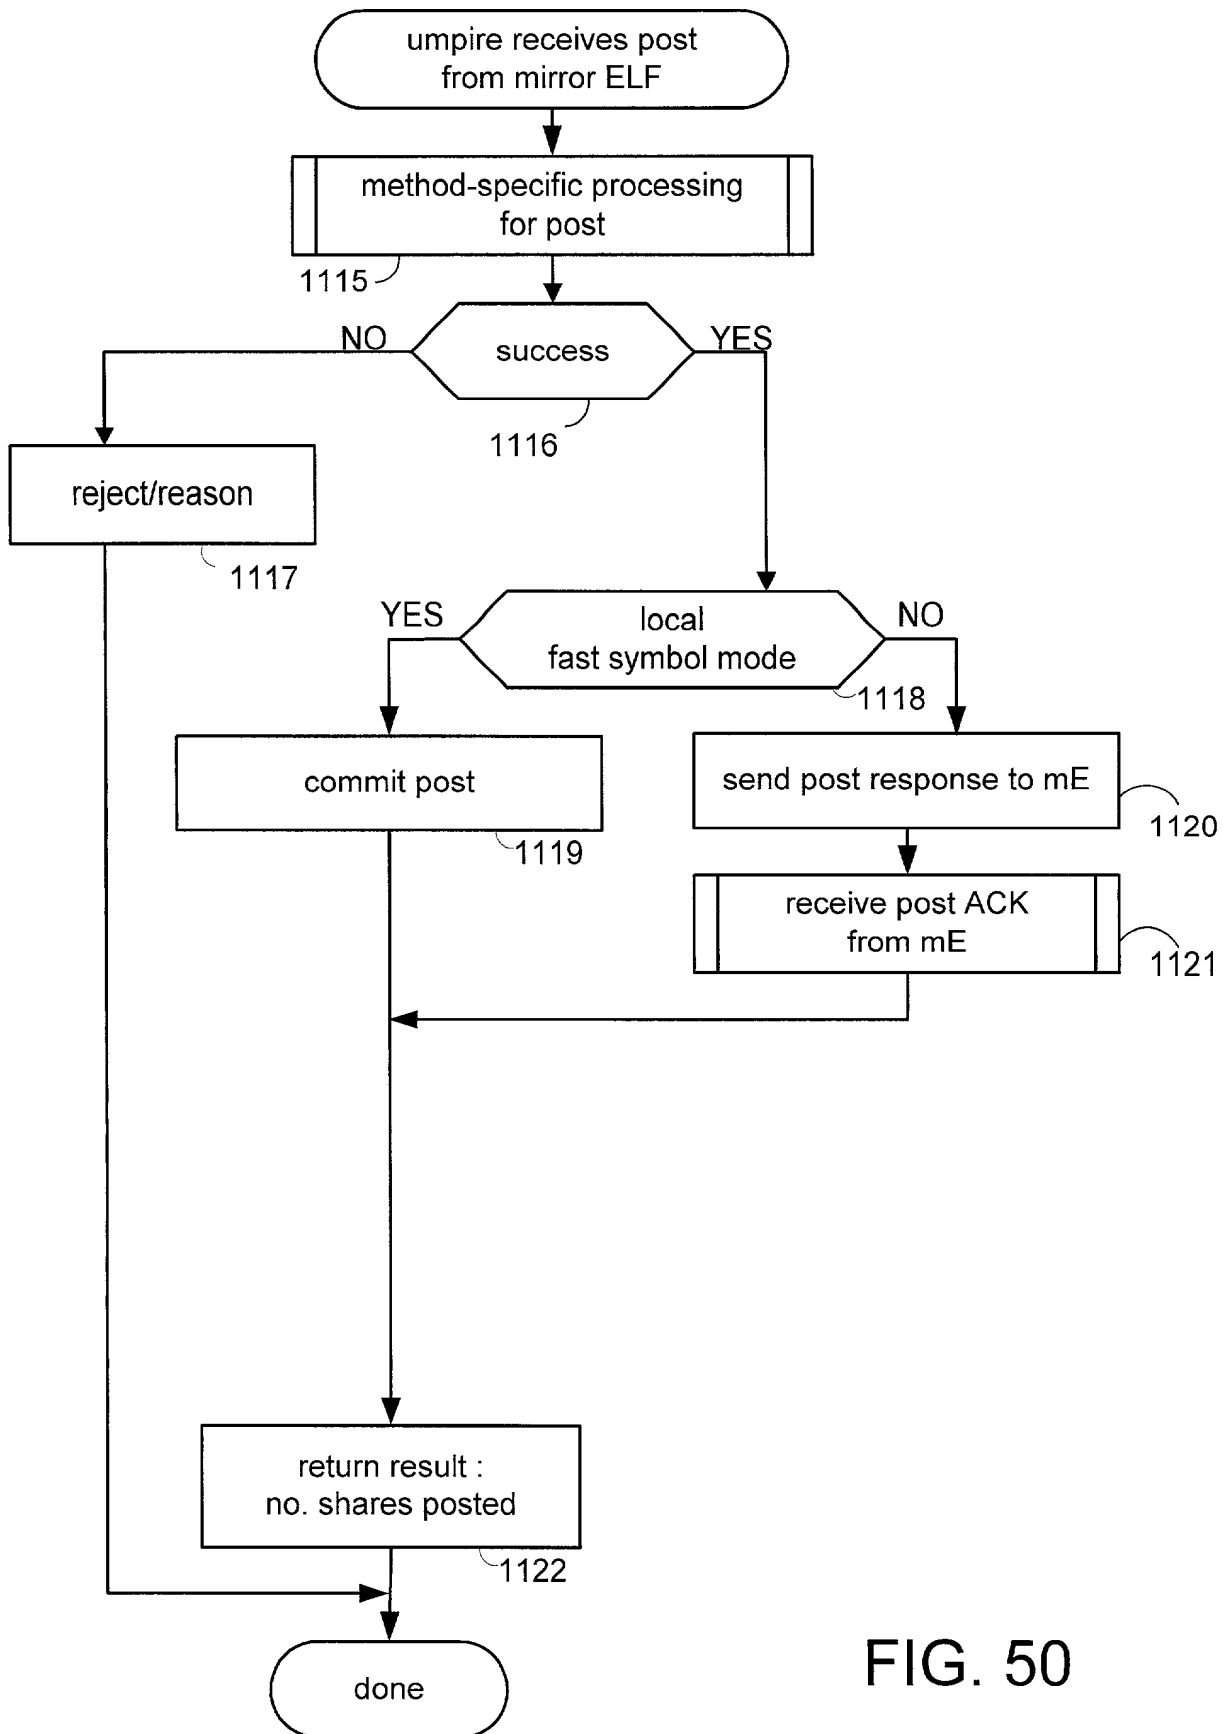 umpire receives post
from mirror ELF
method-specific processing
for post
1115
NO
YES
success
1116
reject/reason
1117
YES
NO
local
fast symbol mode
1118
commit post
1119
send post response to mE
1120
receive post ACK
from mE
1121
return result :
no. shares posted
1122
done
FIG. 50